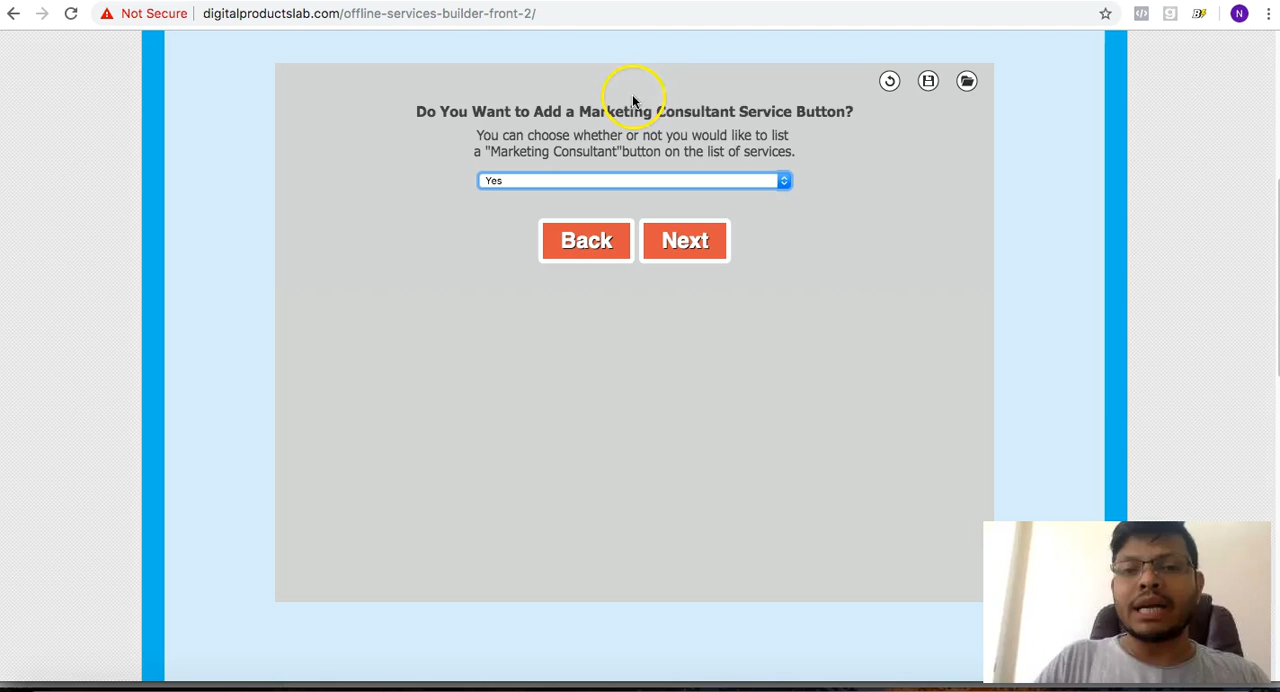 Not Secure
digitalproductslab.com/offline-services-builder-front-2/
N
Do You Want to Add a Marketing Consultant Service Button?
You can choose whether or not you would like to list
a "Marketing Consultant"button on the list of services.
Yes
Back
Next